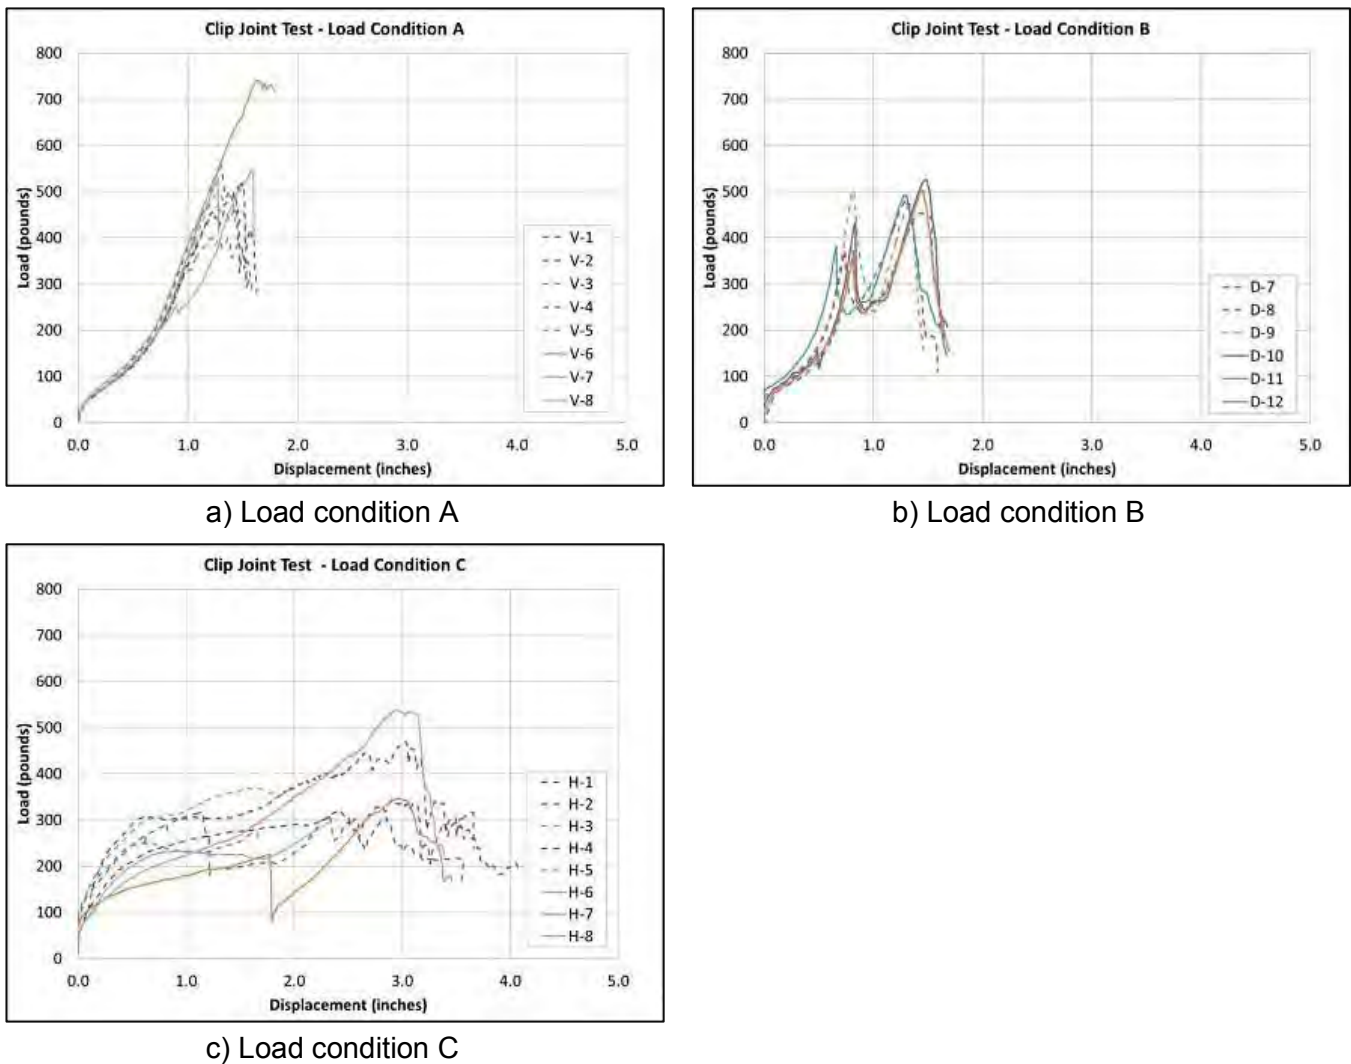 Clip Joint Test - Load Condition A
800
700
600
500
400
300
200
100
0
Load (pounds)
0.0 1.0 2.0 3.0 4.0 5.0
Displacement (inches)
V-1
V-2
V-3
V-4
V-5
V-6
V-7
V-8
a) Load condition A
Clip Joint Test - Load Condition B
800
700
600
500
400
300
200
100
0
Load (pounds)
0.0 1.0 2.0 3.0 4.0 5.0
Displacement (inches)
D-7
D-8
D-9
D-10
D-11
D-12
b) Load condition B
Clip Joint Test - Load Condition C
800
700
600
500
400
300
200
100
0
Load (pounds)
0.0 1.0 2.0 3.0 4.0 5.0
Displacement (inches)
H-1
H-2
H-3
H-4
H-5
H-6
H-7
H-8
c) Load condition C